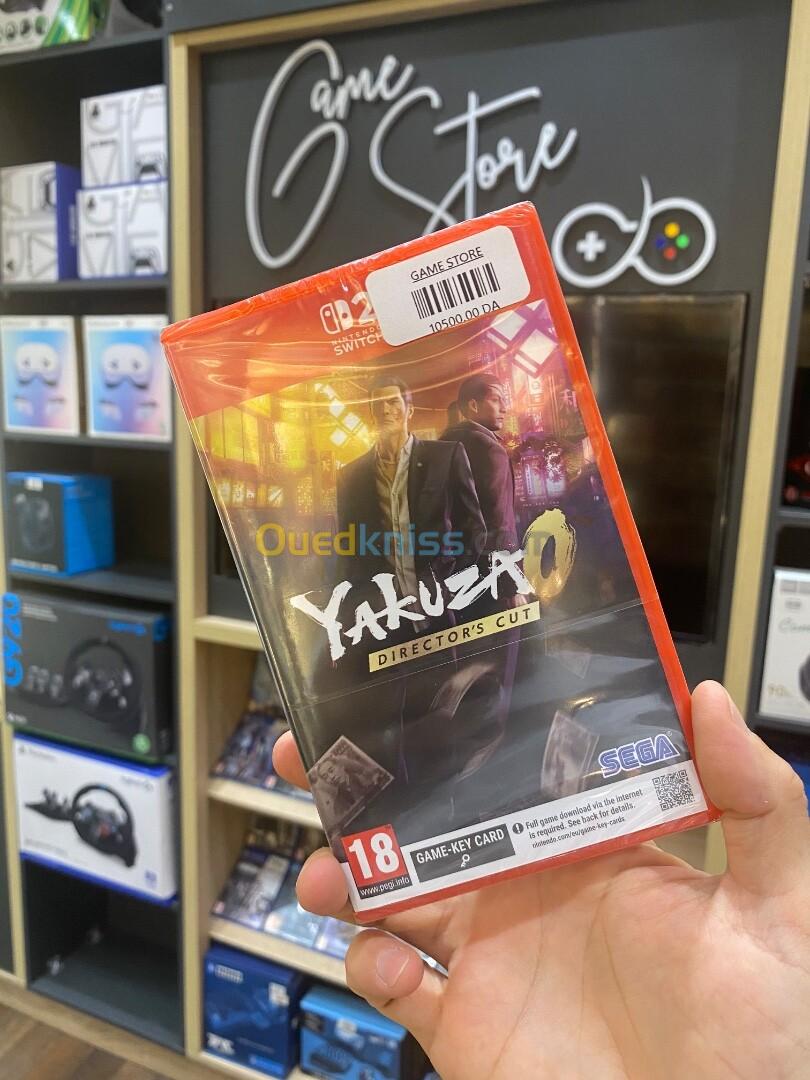 Game
Store
GAME STORE
10500.00 DA
2
NINTENDO
SWITCH
Ouedkniss.com
YAKUZA0
DIRECTOR'S CUT
SEGA
18
www.pegi.info
GAME-KEY CARD
Full game download via the internet
is required. See back for details.
nintendo.com/eu/game-key-cards
G920